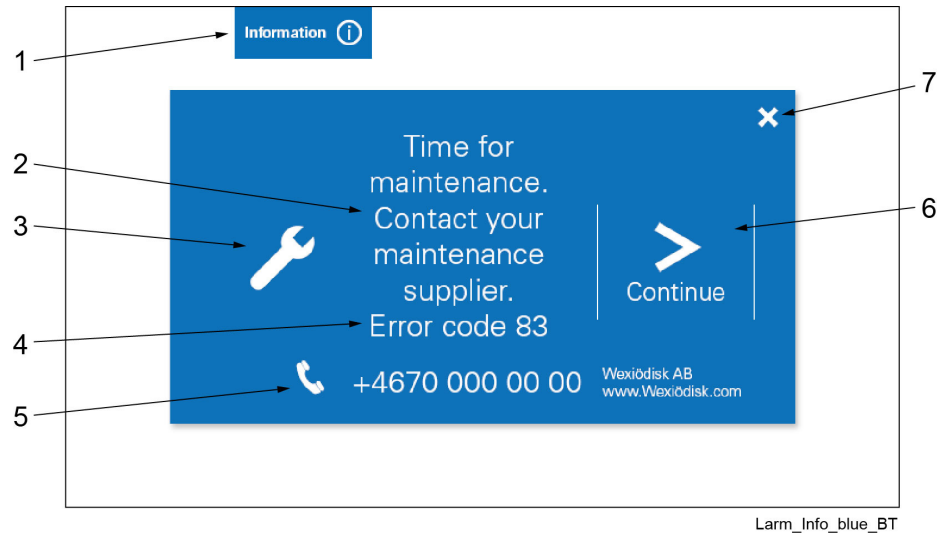 Information i
1
7
Time for
maintenance.
2
Contact your
3
maintenance
6
supplier.
Continue
4
Error code 83
5
+4670 000 00 00
Wexiödisk AB
www.Wexiödisk.com
Larm_Info_blue_BT